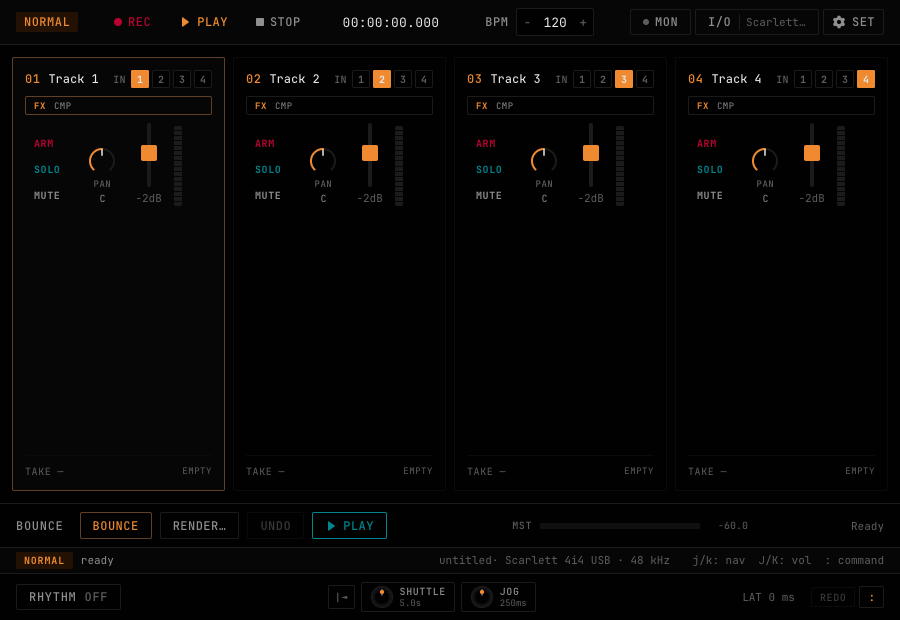 NORMAL REC PLAY STOP 00:00:00.000 BPM - 120 + MON I/O Scarlett… SET
01 Track 1 IN 1 2 3 4
FX CMP
ARM
SOLO
MUTE
PAN
C
-2dB
TAKE —
EMPTY
02 Track 2 IN 1 2 3 4
FX CMP
ARM
SOLO
MUTE
PAN
C
-2dB
TAKE —
EMPTY
03 Track 3 IN 1 2 3 4
FX CMP
ARM
SOLO
MUTE
PAN
C
-2dB
TAKE —
EMPTY
04 Track 4 IN 1 2 3 4
FX CMP
ARM
SOLO
MUTE
PAN
C
-2dB
TAKE —
EMPTY
BOUNCE BOUNCE RENDER… UNDO PLAY MST -60.0 Ready
NORMAL ready untitled· Scarlett 4i4 USB · 48 kHz j/k: nav J/K: vol : command
RHYTHM OFF |⇥ SHUTTLE 5.0s JOG 250ms LAT 0 ms REDO :